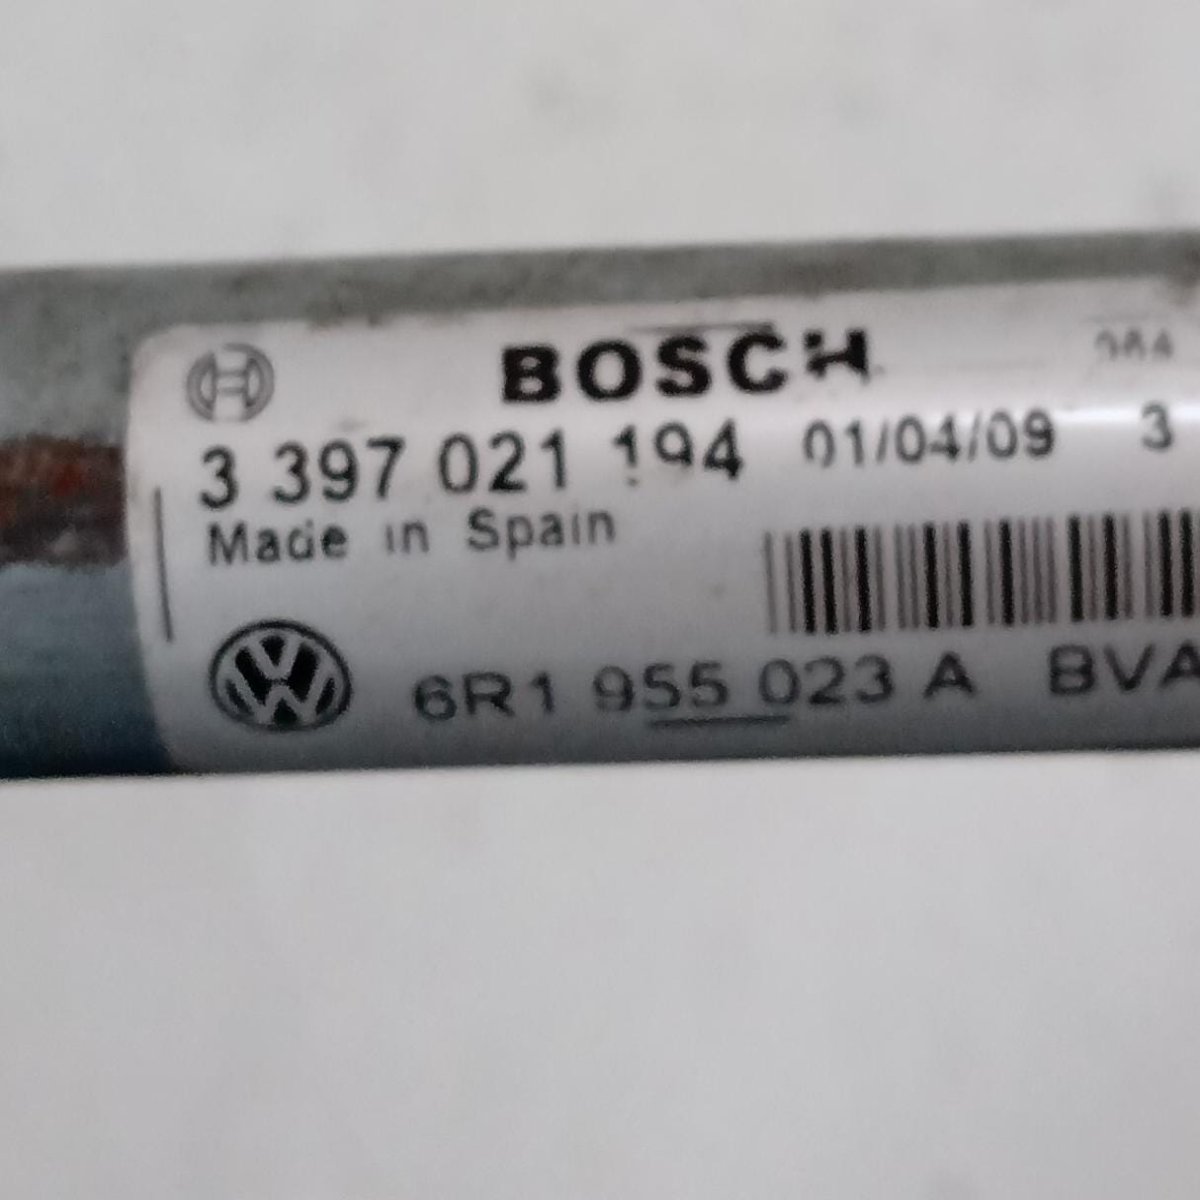 BOSCH
3 397 021 194 01/04/09 3
Made in Spain
6R1 955 023 A BVA